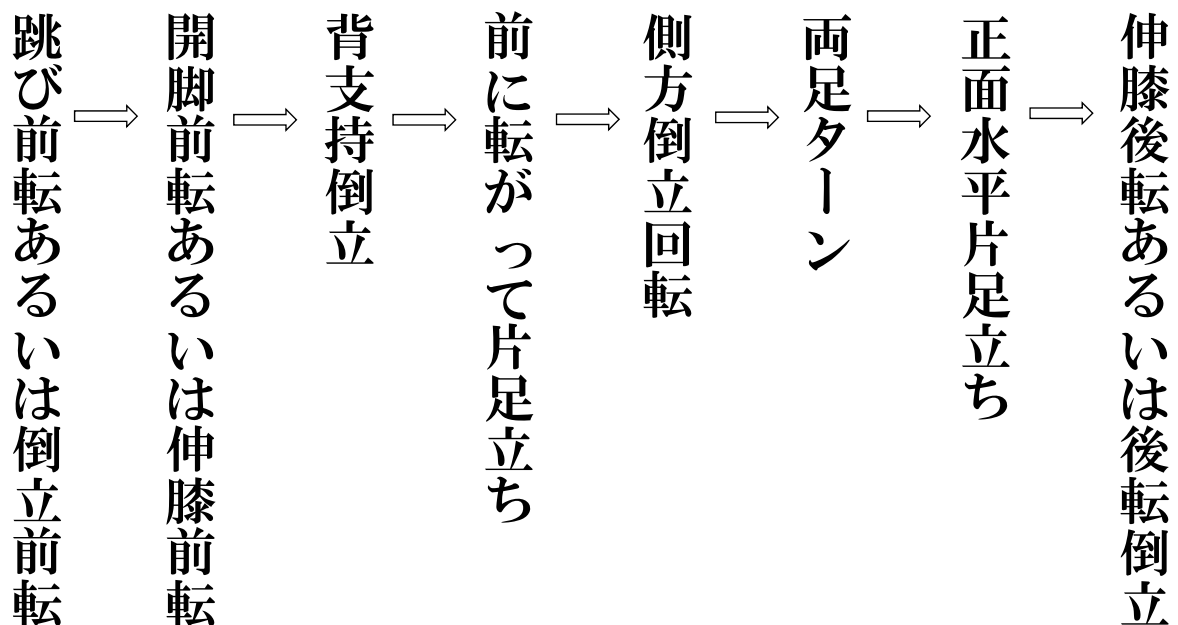 跳び前転あるいは倒立前転
開脚前転あるいは伸膝前転
背支持倒立
前に転がって片足立ち
側方倒立回転
両足ターン
正面水平片足立ち
伸膝後転あるいは後転倒立